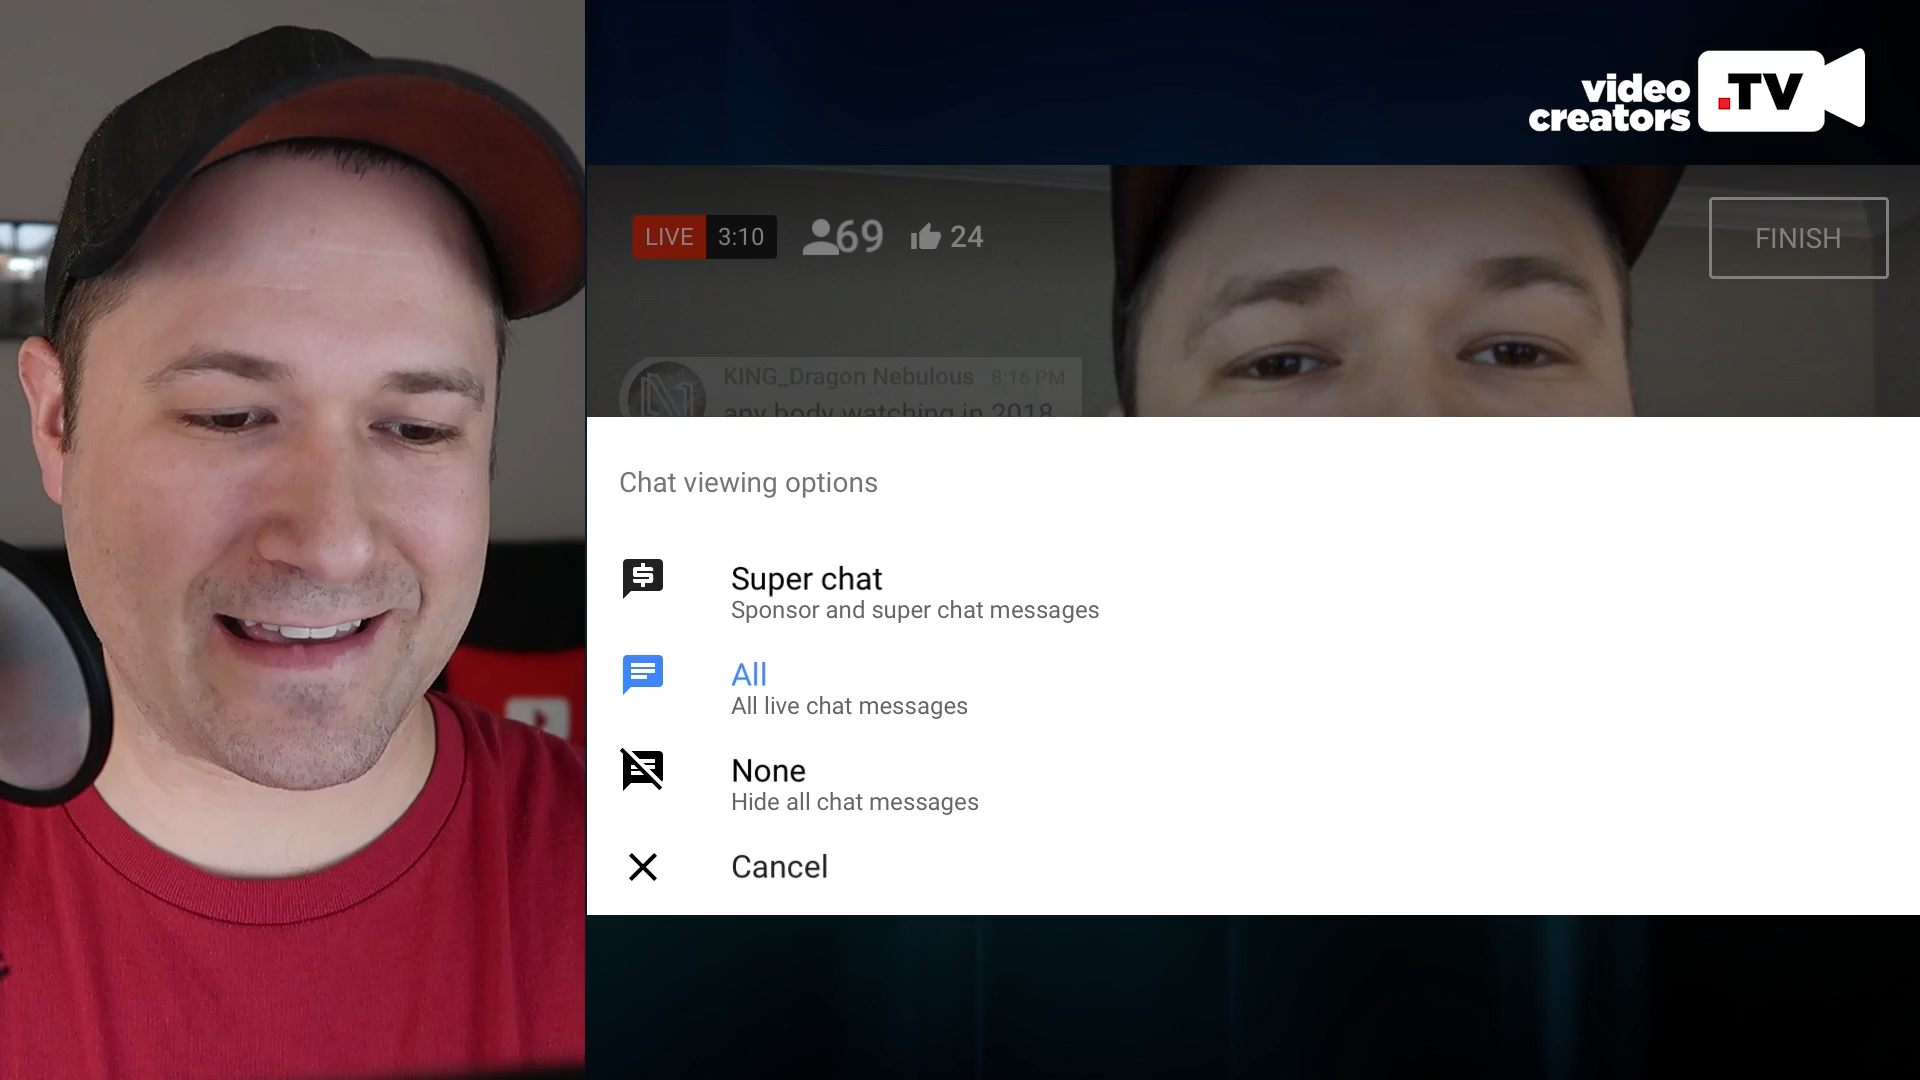 video
creators
.TV
LIVE 3:10 69 24
FINISH
KING_Dragon Nebulous 8:16 PM
any body watching in 2018
Chat viewing options
Super chat
Sponsor and super chat messages
All
All live chat messages
None
Hide all chat messages
Cancel